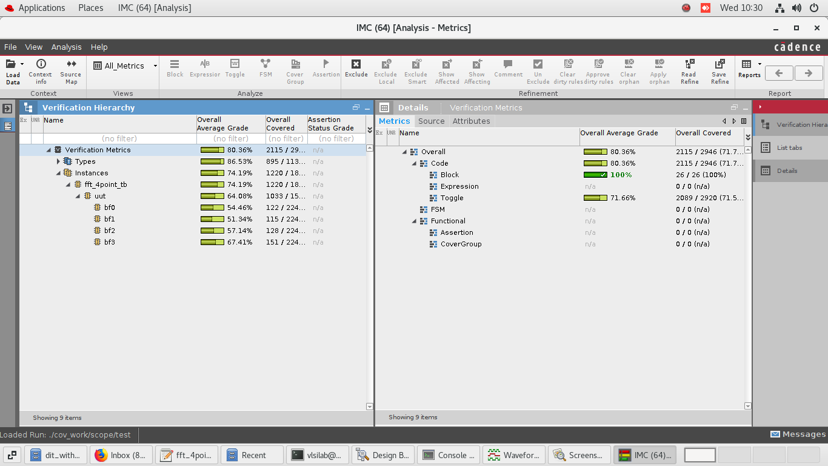 Applications Places IMC (64) [Analysis] Wed 10:30
IMC (64) [Analysis - Metrics]
File View Analysis Help cadence
Load Data Context info Source Map All_Metrics Block Expression Toggle FSM Cover Group Assertion Exclude Exclude Local Exclude Smart Show Affected Show Affecting Comment Un Exclude Clear dirty rules Approve dirty rules Clear orphan Apply orphan Read Refine Save Refine Reports
Context Views Analyze Refinement Report
Verification Hierarchy
Ex UNR Name Overall Average Grade Overall Covered Assertion Status Grade
(no filter) (no filter) (no filter) (no filter)
Verification Metrics 80.36% 2115 / 29... n/a
Types 86.53% 895 / 113... n/a
Instances 74.19% 1220 / 18... n/a
fft_4point_tb 74.19% 1220 / 18... n/a
uut 64.08% 1033 / 15... n/a
bf0 54.46% 122 / 224... n/a
bf1 51.34% 115 / 224... n/a
bf2 57.14% 128 / 224... n/a
bf3 67.41% 151 / 224... n/a
Showing 9 items
Details Verification Metrics
Metrics Source Attributes
Ex UNR Name Overall Average Grade Overall Covered
Overall 80.36% 2115 / 2946 (71.7...
Code 80.36% 2115 / 2946 (71.7...
Block 100% 26 / 26 (100%)
Expression n/a 0 / 0 (n/a)
Toggle 71.66% 2089 / 2920 (71.5...
FSM n/a 0 / 0 (n/a)
Functional n/a 0 / 0 (n/a)
Assertion n/a 0 / 0 (n/a)
CoverGroup n/a 0 / 0 (n/a)
Showing 9 items
Verification Hiera
List tabs
Details
Loaded Run: ./cov_work/scope/test Messages
dit_with... Inbox (8... fft_4poi... Recent vlsilab@... Design B... Console ... Wavefor... Screens... IMC (64)...